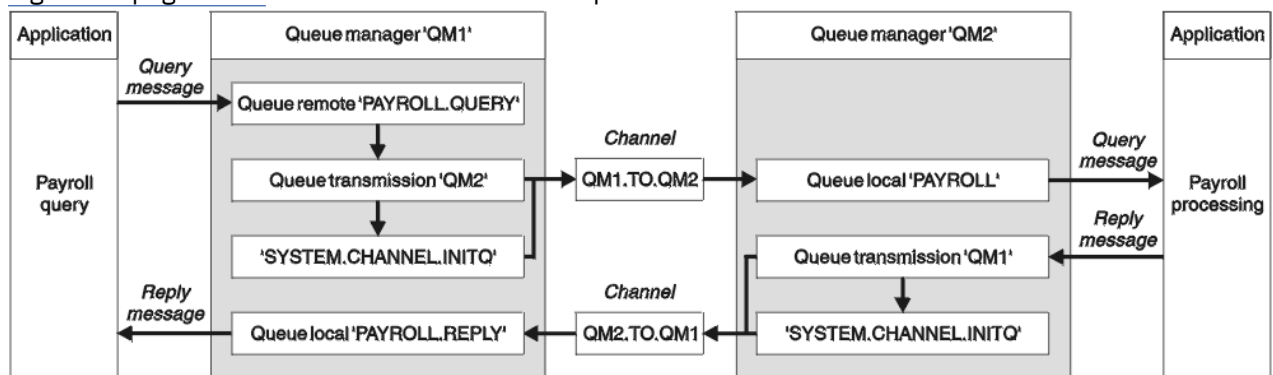 Application
Queue manager 'QM1'
Queue manager 'QM2'
Application
Query
message
Queue remote 'PAYROLL.QUERY'
Channel
Query
message
Payroll
query
Queue transmission 'QM2'
QM1.TO.QM2
Queue local 'PAYROLL'
Payroll
processing
Reply
message
'SYSTEM.CHANNEL.INITQ'
Queue transmission 'QM1'
Reply
message
Channel
Queue local 'PAYROLL.REPLY'
QM2.TO.QM1
'SYSTEM.CHANNEL.INITQ'